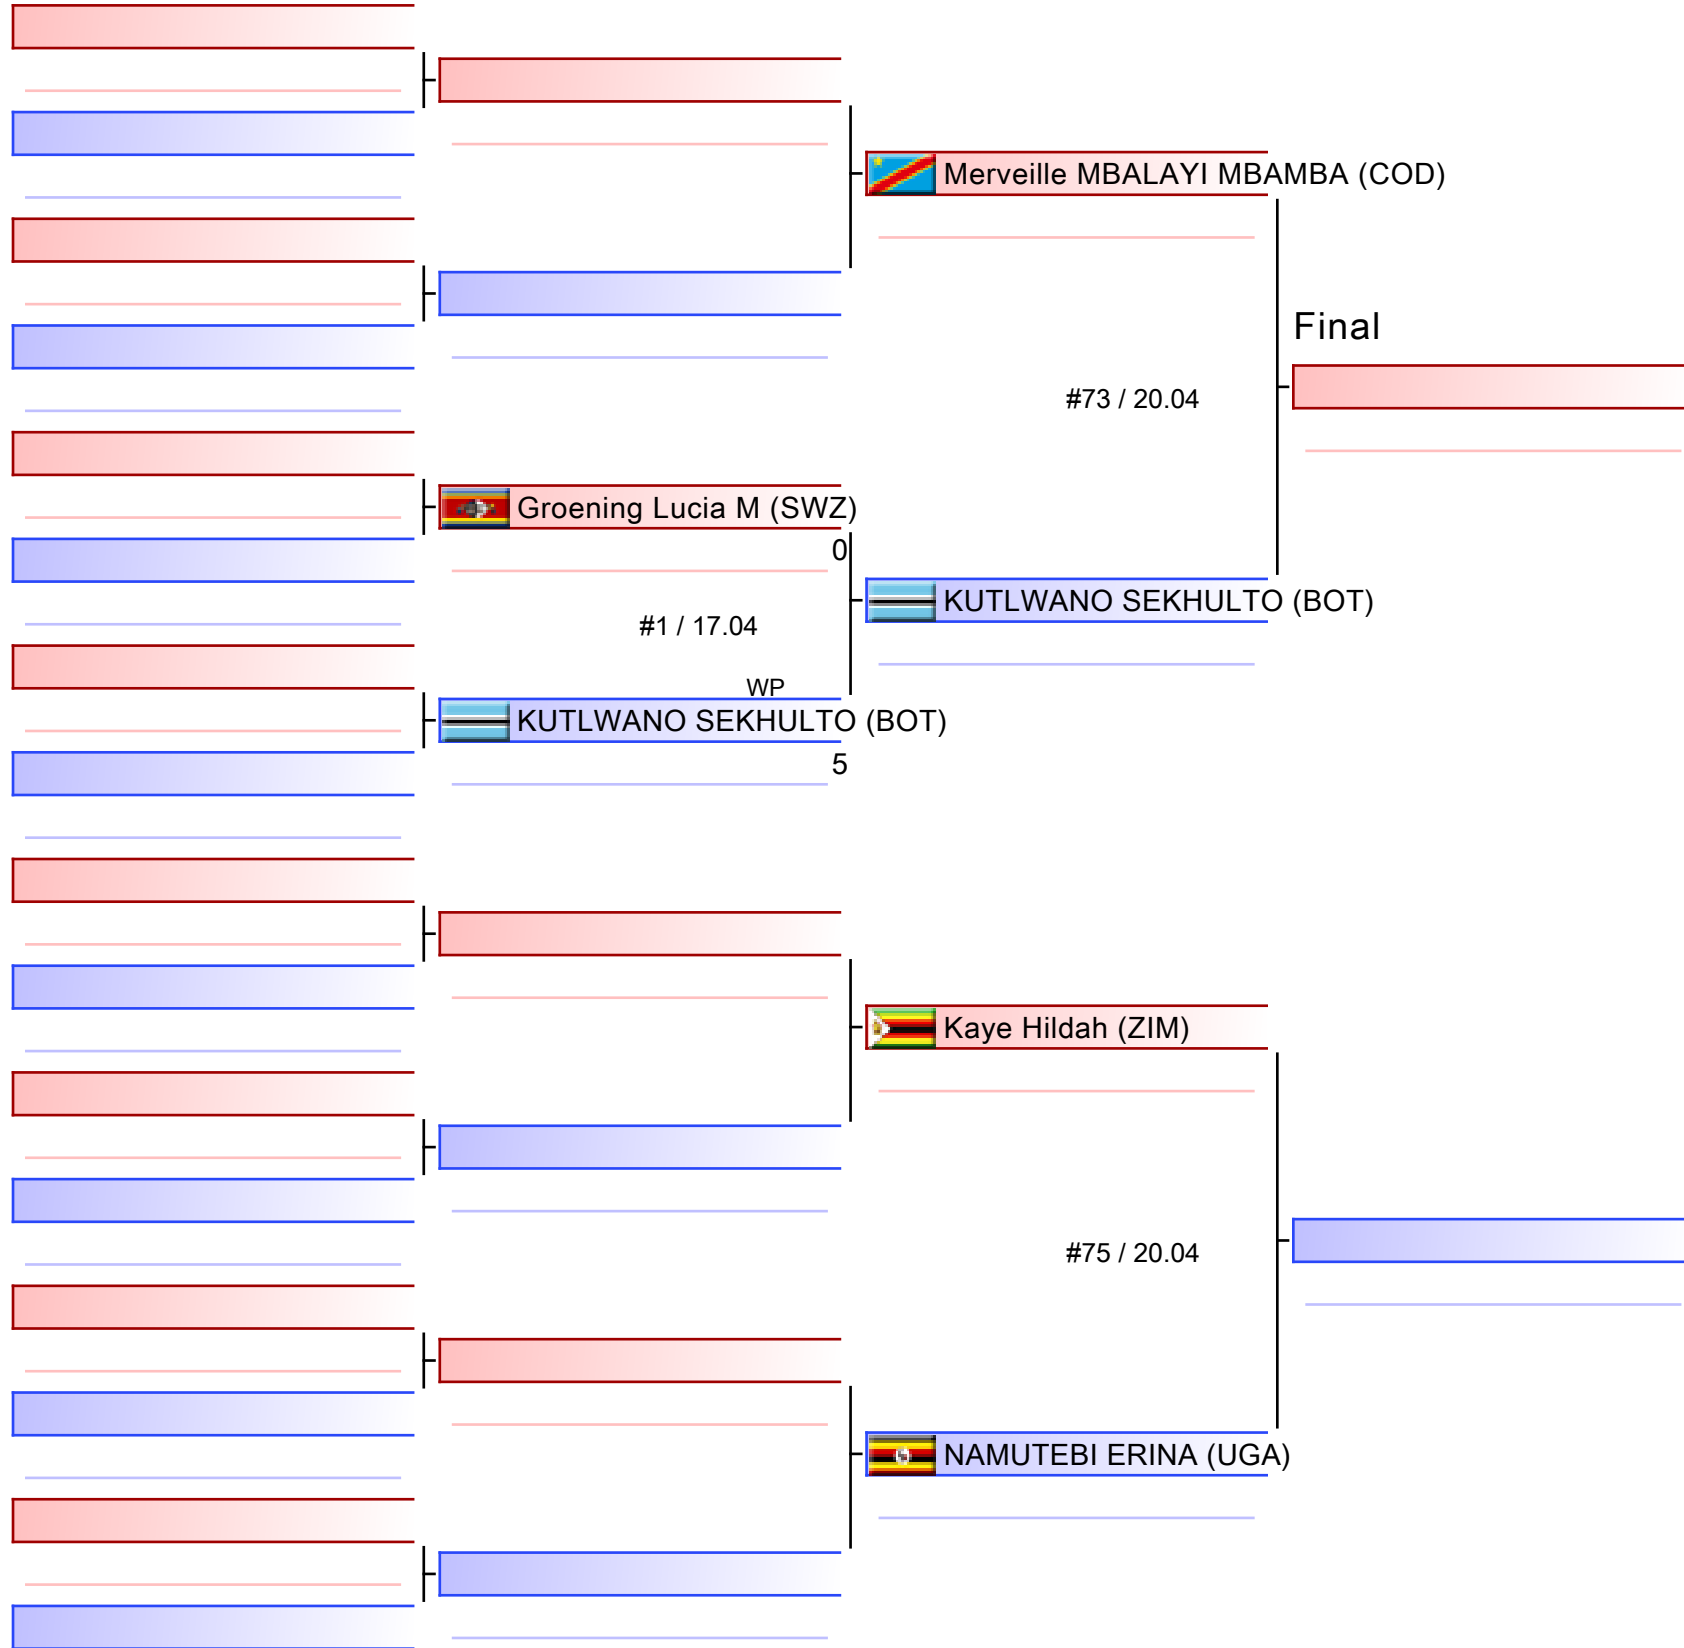 Merveille MBALAYI MBAMBA (COD)
Final
#73 / 20.04
Groening Lucia M (SWZ)
0
KUTLWANO SEKHULTO (BOT)
#1 / 17.04
WP
KUTLWANO SEKHULTO (BOT)
5
Kaye Hildah (ZIM)
#75 / 20.04
NAMUTEBI ERINA (UGA)